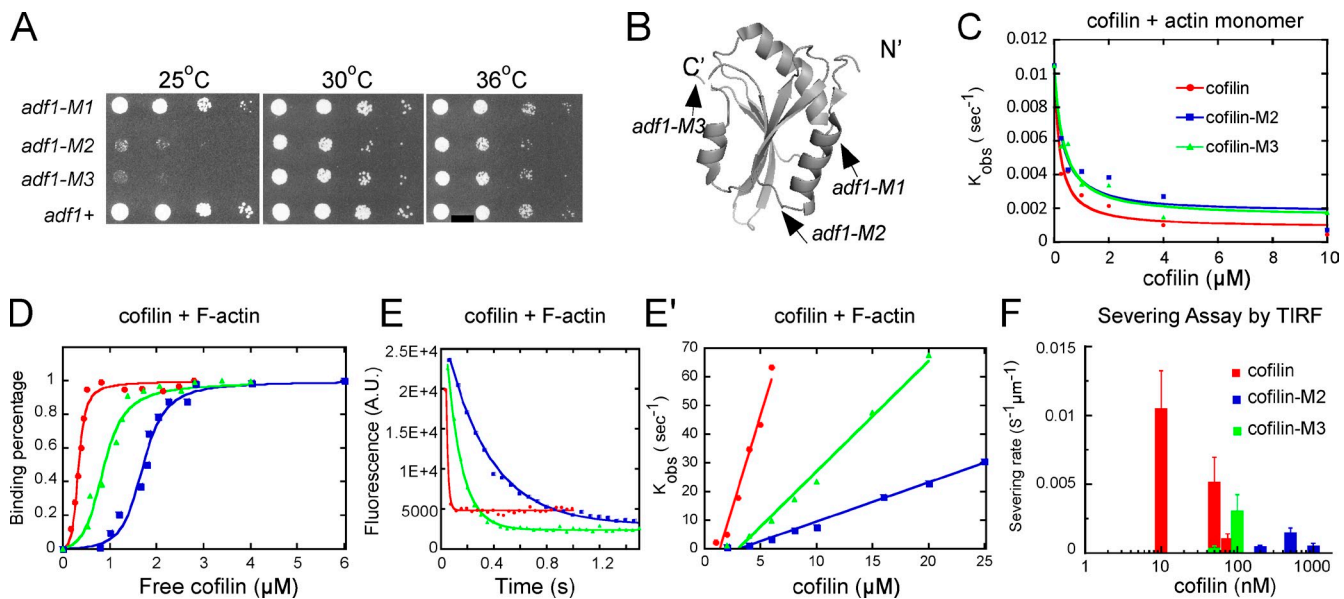 A
25°C 30°C 36°C
adf1-M1
adf1-M2
adf1-M3
adf1+
B
N'
C'
adf1-M3
adf1-M1
adf1-M2
C
cofilin + actin monomer
0.012
0.01
0.008
0.006
0.004
0.002
0
Kobs (sec⁻¹)
cofilin
cofilin-M2
cofilin-M3
0 2 4 6 8 10
cofilin (μM)
D
cofilin + F-actin
1
0.8
0.6
0.4
0.2
0
Binding percentage
0 1 2 3 4 5 6
Free cofilin (μM)
E
cofilin + F-actin
2.5E+4
2E+4
1.5E+4
1E+4
5000
0
Fluorescence (A.U.)
0 0.4 0.8 1.2
Time (s)
E'
cofilin + F-actin
70
60
50
40
30
20
10
0
Kobs (sec⁻¹)
0 5 10 15 20 25
cofilin (μM)
F
Severing Assay by TIRF
0.015
0.01
0.005
0
Severing rate (S⁻¹μm⁻¹)
cofilin
cofilin-M2
cofilin-M3
1 10 100 1000
cofilin (nM)